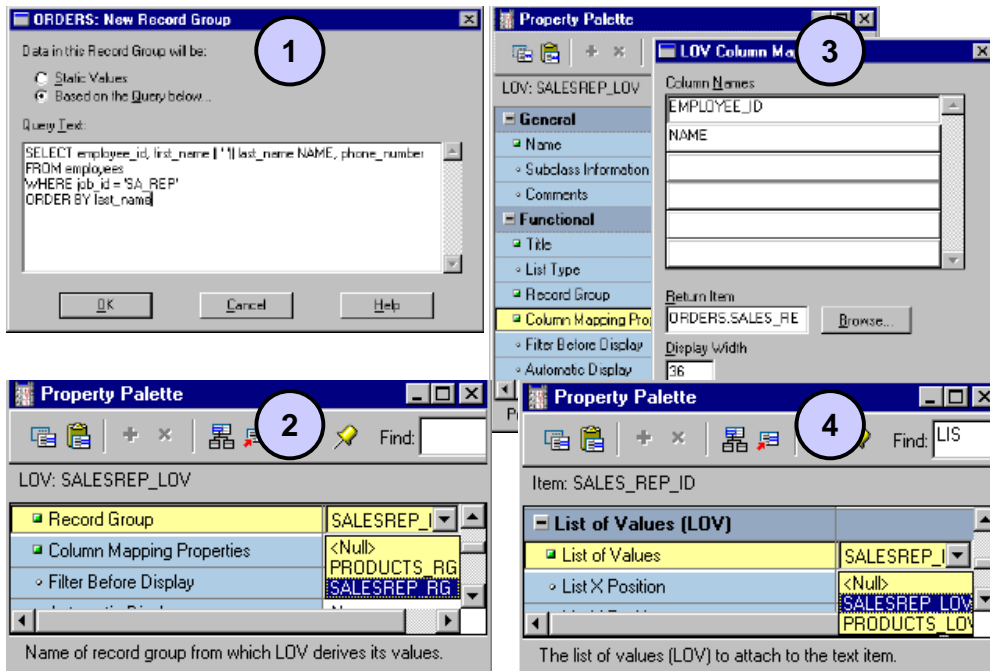 ORDERS: New Record Group
1
Data in this Record Group will be:
Static Values
Based on the Query below...
Query Text:
SELECT employee_id, first_name || ' '|| last_name NAME, phone_number
FROM employees
WHERE job_id = 'SA_REP'
ORDER BY last_name
OK
Cancel
Help
Property Palette
3
LOV: SALESREP_LOV
General
Name
Subclass Information
Comments
Functional
Title
List Type
Record Group
Column Mapping Pro
Filter Before Display
Automatic Display
LOV Column Ma
Column Names
EMPLOYEE_ID
NAME
Return Item
ORDERS.SALES_RE
Browse...
Display Width
36
Property Palette
2
Find:
LOV: SALESREP_LOV
Record Group
SALESREP_
Column Mapping Properties
<Null>
PRODUCTS_RG
Filter Before Display
SALESREP_RG
Name of record group from which LOV derives its values.
Property Palette
4
Find: LIS
Item: SALES_REP_ID
List of Values (LOV)
List of Values
SALESREP_
List X Position
<Null>
SALESREP_LOV
PRODUCTS_LOV
The list of values (LOV) to attach to the text item.